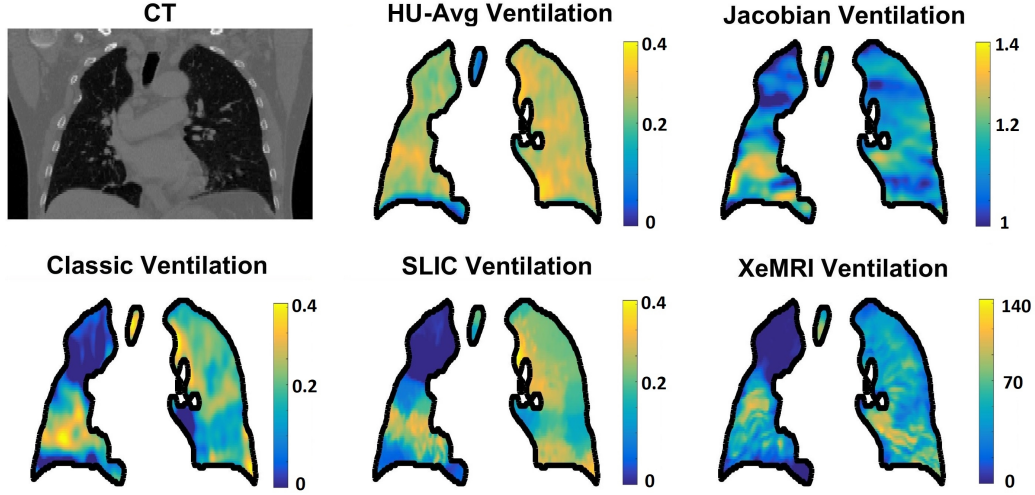 CT
HU-Avg Ventilation
Jacobian Ventilation
0.4
0.2
0
1.4
1.2
1
Classic Ventilation
SLIC Ventilation
XeMRI Ventilation
0.4
0.2
0
0.4
0.2
0
140
70
0